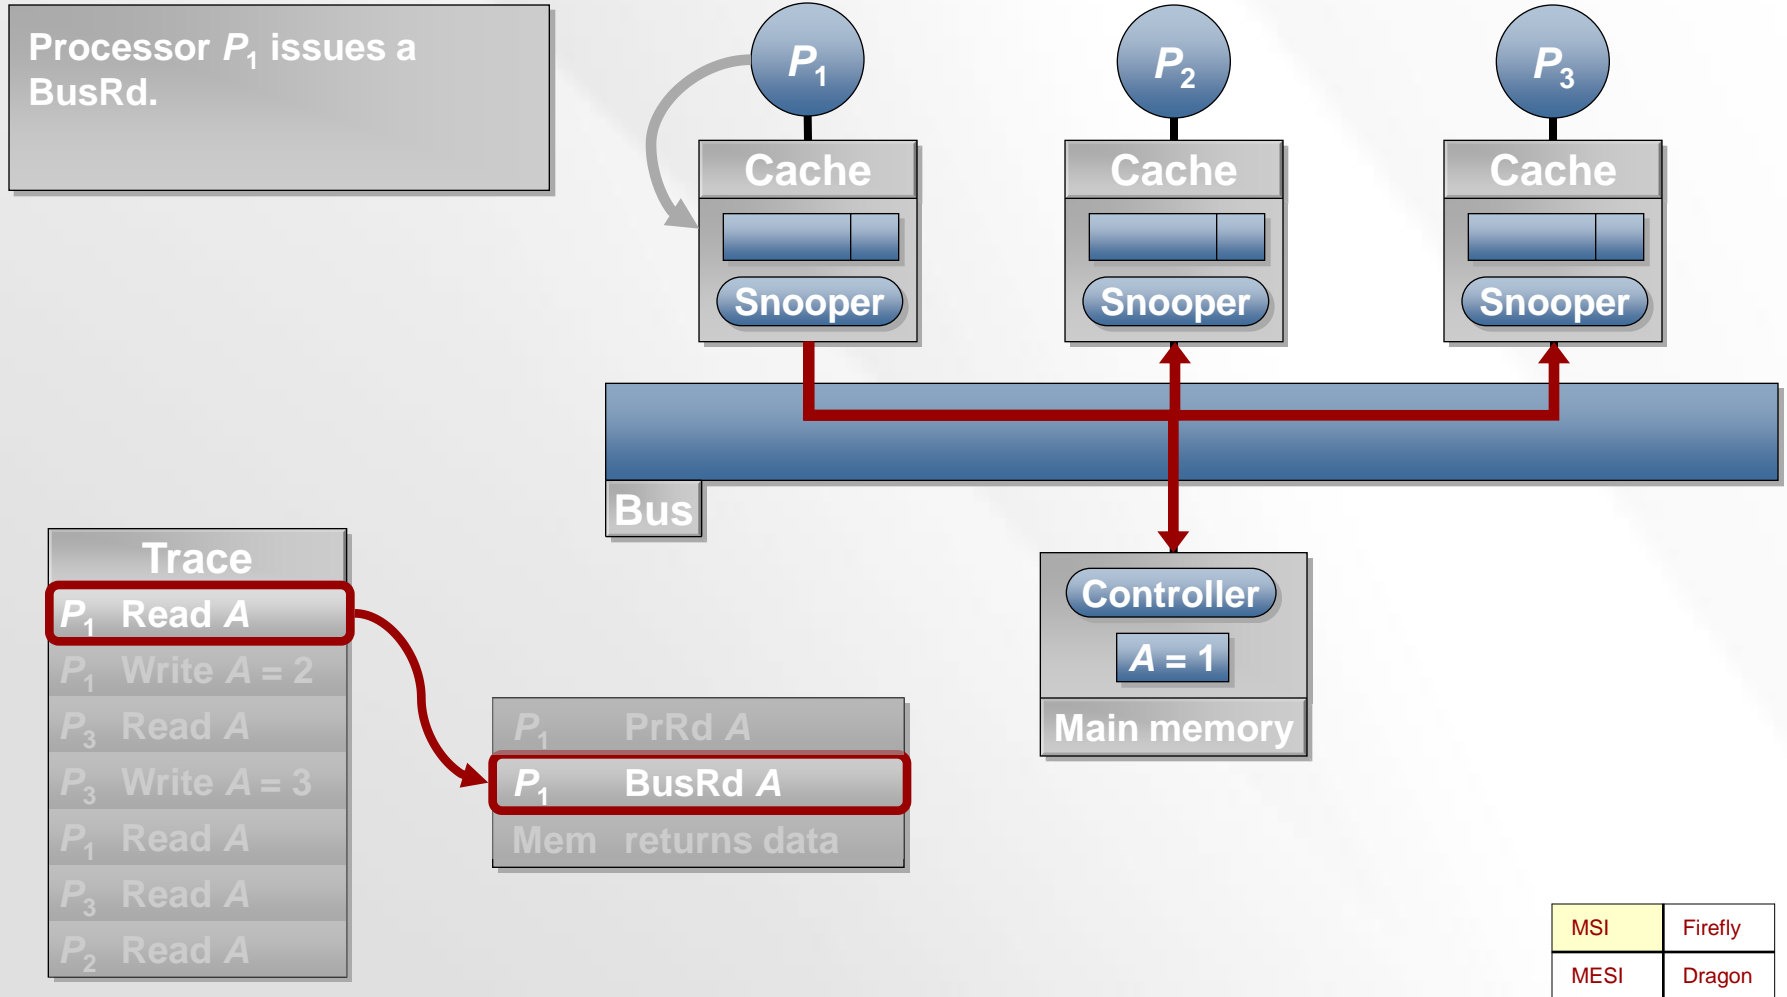 Processor P1 issues a
BusRd.
P1
P2
P3
Cache
Cache
Cache
Snooper
Snooper
Snooper
Bus
Trace
P1 Read A
P1 Write A = 2
P3 Read A
P3 Write A = 3
P1 Read A
P3 Read A
P2 Read A
P1 PrRd A
P1 BusRd A
Mem returns data
Controller
A = 1
Main memory
MSI Firefly
MESI Dragon